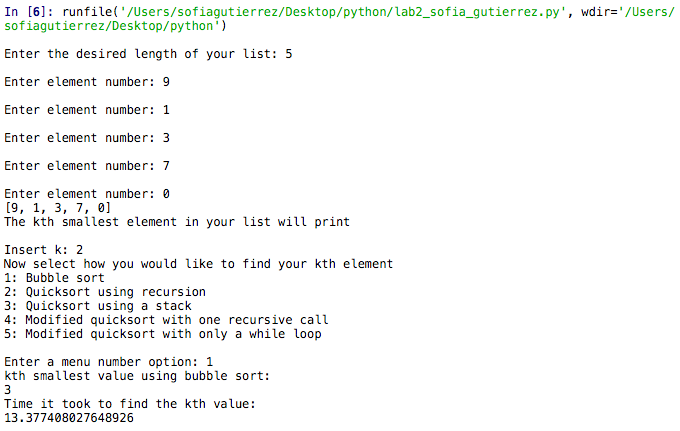 In [6]: runfile('/Users/sofiagutierrez/Desktop/python/lab2_sofia_gutierrez.py', wdir='/Users/
sofiagutierrez/Desktop/python')
Enter the desired length of your list: 5
Enter element number: 9
Enter element number: 1
Enter element number: 3
Enter element number: 7
Enter element number: 0
[9, 1, 3, 7, 0]
The kth smallest element in your list will print
Insert k: 2
Now select how you would like to find your kth element
1: Bubble sort
2: Quicksort using recursion
3: Quicksort using a stack
4: Modified quicksort with one recursive call
5: Modified quicksort with only a while loop
Enter a menu number option: 1
kth smallest value using bubble sort:
3
Time it took to find the kth value:
13.377408027648926